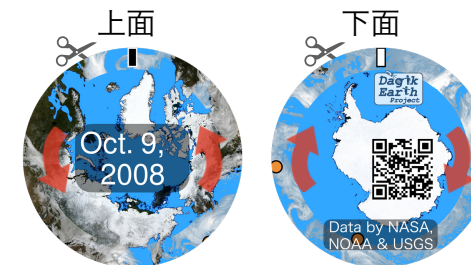 上面
下面
Dagik
Earth
Project
Oct. 9,
2008
Data by NASA,
NOAA & USGS